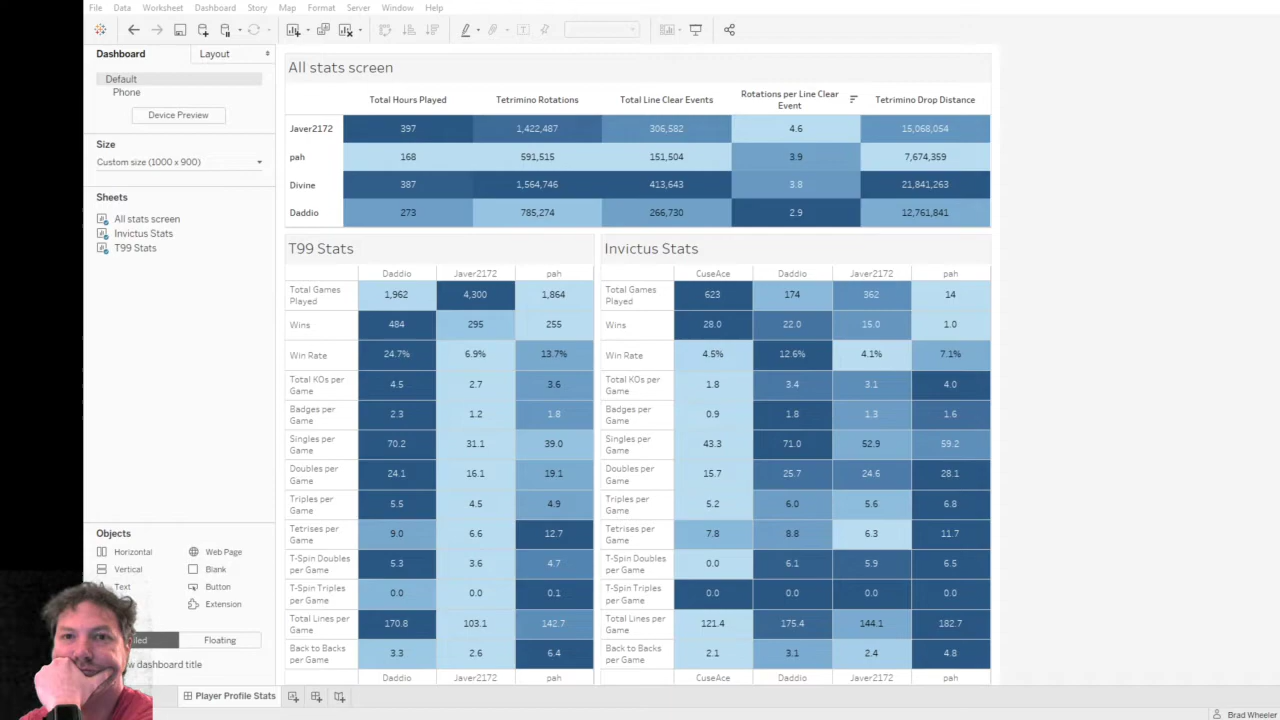 File Data Worksheet Dashboard Story Map Format Server Window Help
Dashboard Layout
Default
Phone
Device Preview
Size
Custom size (1000 x 900)
Sheets
All stats screen
Invictus Stats
T99 Stats
Objects
Horizontal Web Page
Vertical Blank
Text Button
Extension
Floating
w dashboard title
All stats screen
Total Hours Played Tetrimino Rotations Total Line Clear Events Rotations per Line Clear Event Tetrimino Drop Distance
Javer2172 397 1,422,487 306,582 4.6 15,068,054
pah 168 591,515 151,504 3.9 7,674,359
Divine 387 1,564,746 413,643 3.8 21,841,263
Daddio 273 785,274 266,730 2.9 12,761,841
T99 Stats
Daddio Javer2172 pah
Total Games Played 1,962 4,300 1,864
Wins 484 295 255
Win Rate 24.7% 6.9% 13.7%
Total KOs per Game 4.5 2.7 3.6
Badges per Game 2.3 1.2 1.8
Singles per Game 70.2 31.1 39.0
Doubles per Game 24.1 16.1 19.1
Triples per Game 5.5 4.5 4.9
Tetrises per Game 9.0 6.6 12.7
T-Spin Doubles per Game 5.3 3.6 4.7
T-Spin Triples per Game 0.0 0.0 0.1
Total Lines per Game 170.8 103.1 142.7
Back to Backs per Game 3.3 2.6 6.4
Daddio Javer2172 pah
Invictus Stats
CuseAce Daddio Javer2172 pah
Total Games Played 623 174 362 14
Wins 28.0 22.0 15.0 1.0
Win Rate 4.5% 12.6% 4.1% 7.1%
Total KOs per Game 1.8 3.4 3.1 4.0
Badges per Game 0.9 1.8 1.3 1.6
Singles per Game 43.3 71.0 52.9 59.2
Doubles per Game 15.7 25.7 24.6 28.1
Triples per Game 5.2 6.0 5.6 6.8
Tetrises per Game 7.8 8.8 6.3 11.7
T-Spin Doubles per Game 0.0 6.1 5.9 6.5
T-Spin Triples per Game 0.0 0.0 0.0 0.0
Total Lines per Game 121.4 175.4 144.1 182.7
Back to Backs per Game 2.1 3.1 2.4 4.8
CuseAce Daddio Javer2172 pah
Player Profile Stats
Brad Wheeler